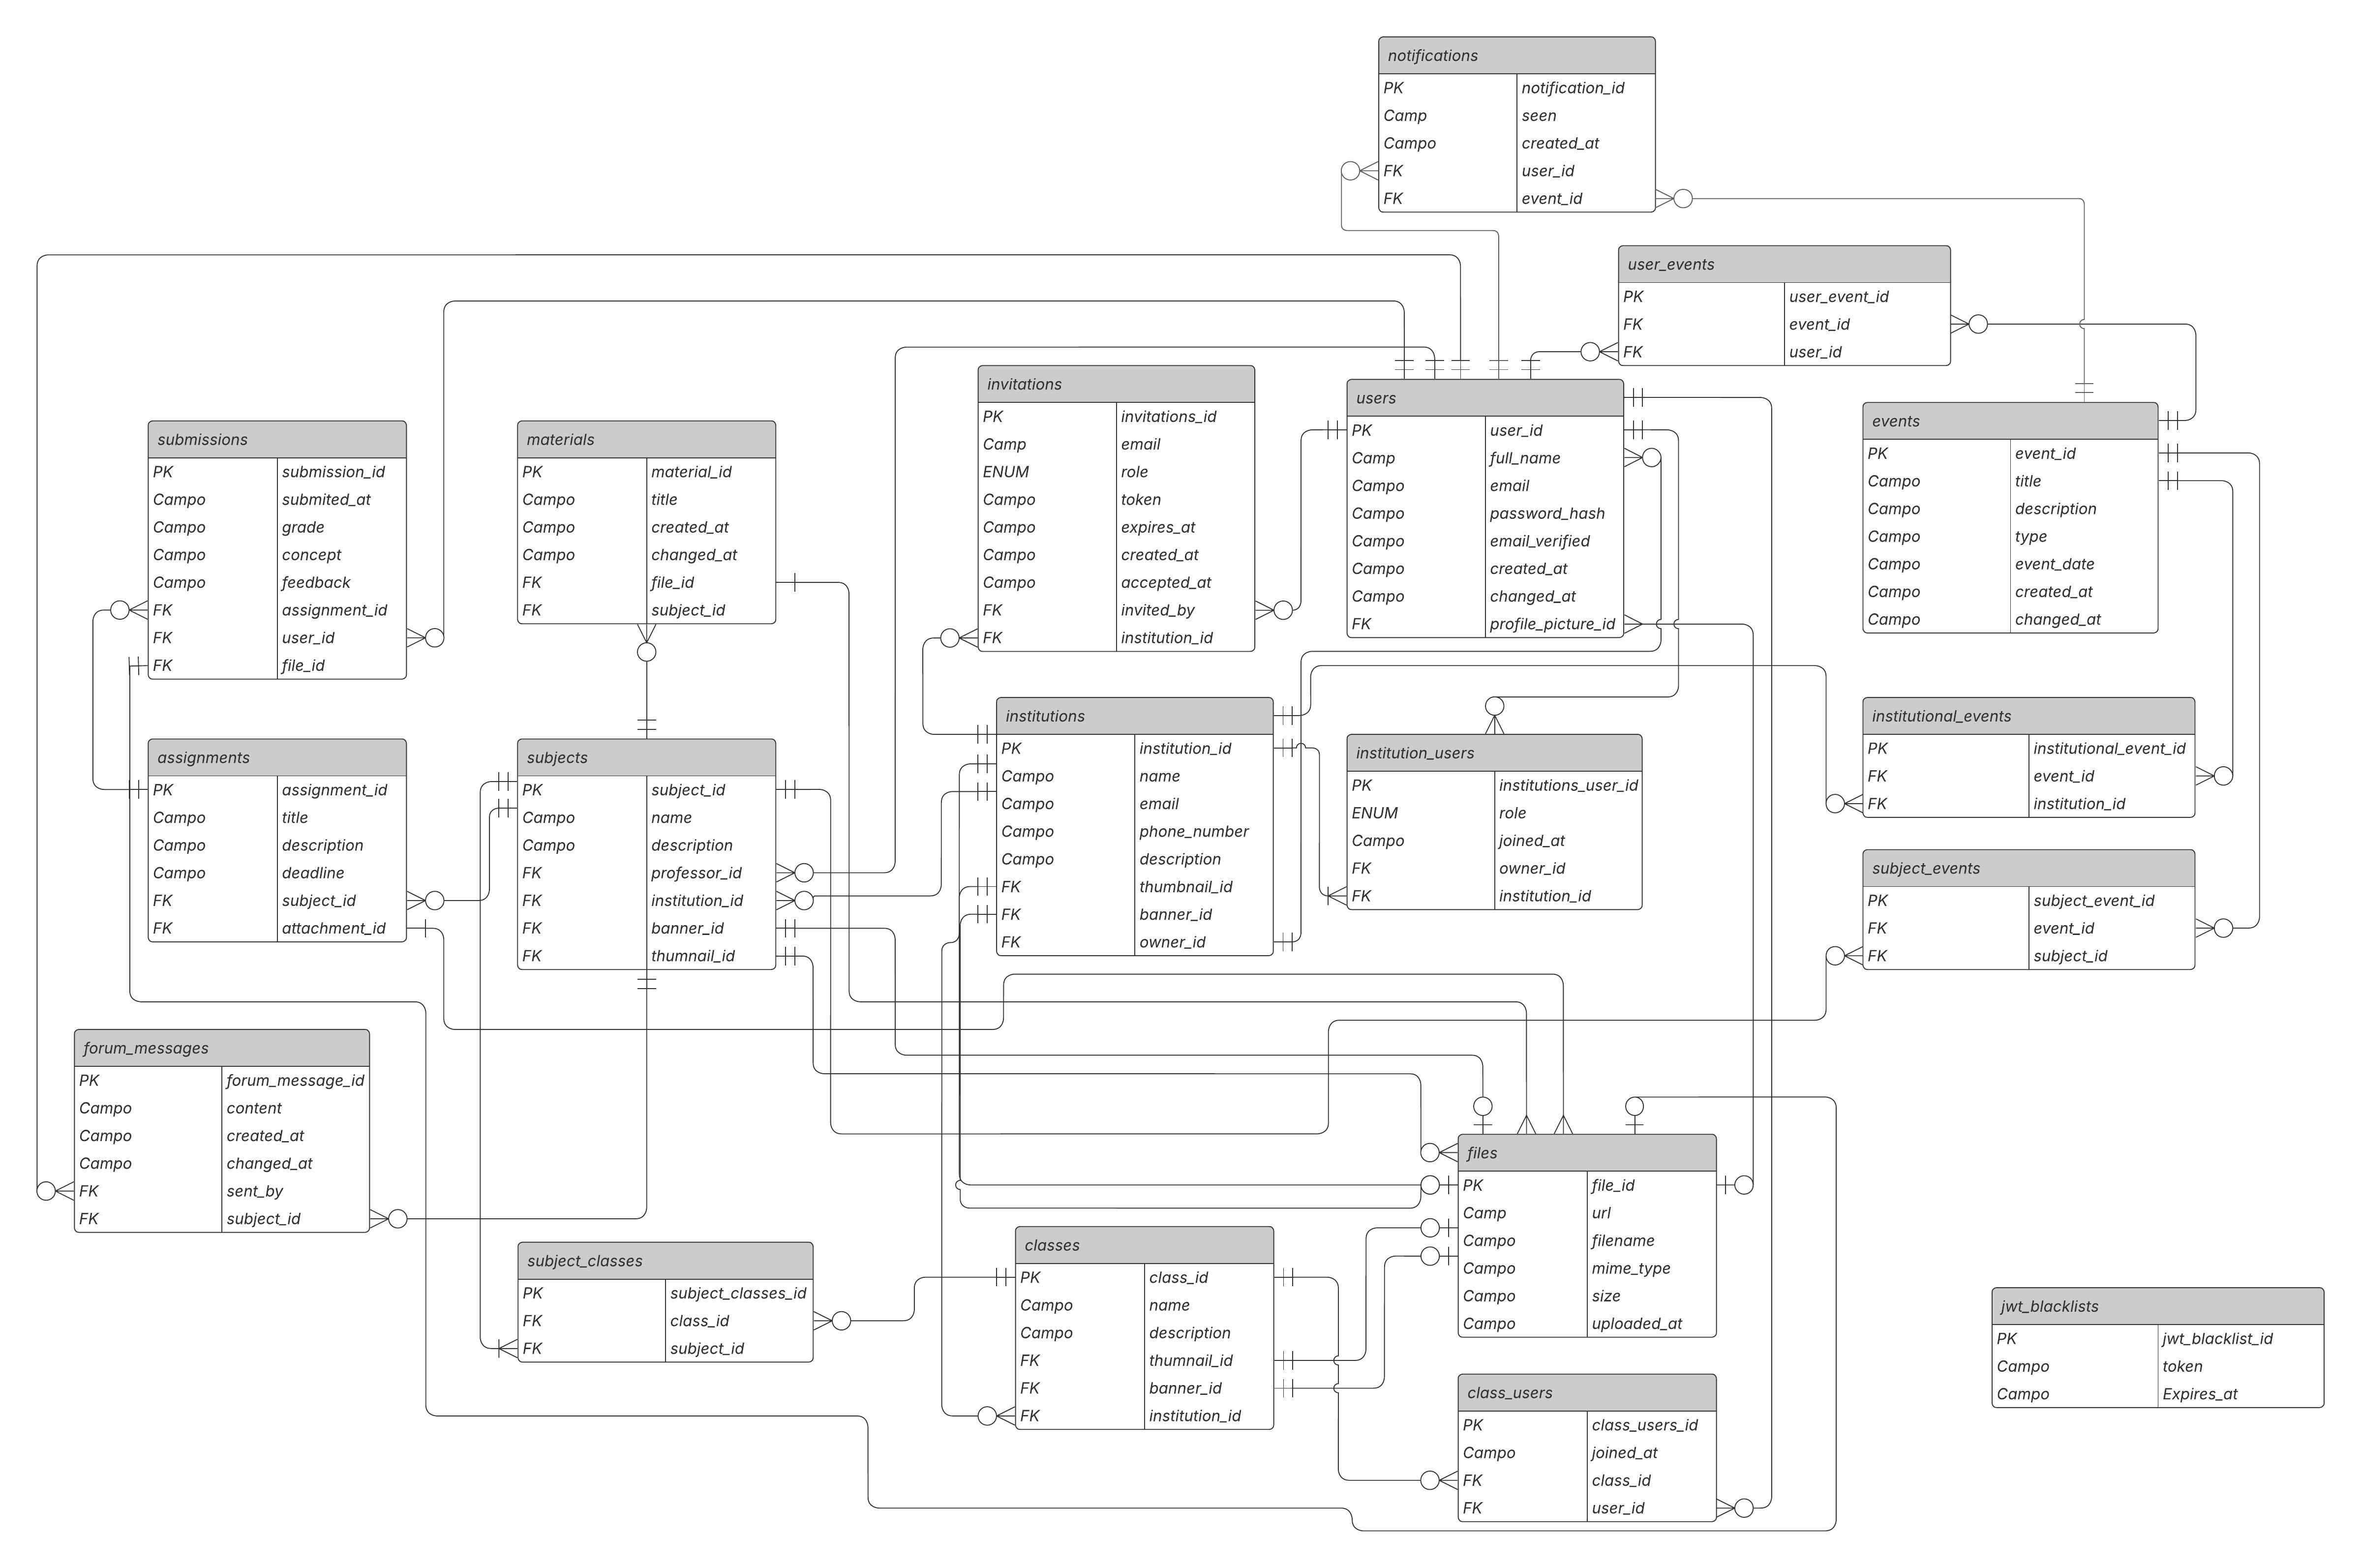 notifications
PK notification_id
Camp seen
Campo created_at
FK user_id
FK event_id
user_events
PK user_event_id
FK event_id
FK user_id
invitations
PK invitations_id
Camp email
ENUM role
Campo token
Campo expires_at
Campo created_at
Campo accepted_at
FK invited_by
FK institution_id
users
PK user_id
Camp full_name
Campo email
Campo password_hash
Campo email_verified
Campo created_at
Campo changed_at
FK profile_picture_id
events
PK event_id
Campo title
Campo description
Campo type
Campo event_date
Campo created_at
Campo changed_at
submissions
PK submission_id
Campo submited_at
Campo grade
Campo concept
Campo feedback
FK assignment_id
FK user_id
FK file_id
materials
PK material_id
Campo title
Campo created_at
Campo changed_at
FK file_id
FK subject_id
institutions
PK institution_id
Campo name
Campo email
Campo phone_number
Campo description
FK thumbnail_id
FK banner_id
FK owner_id
institution_users
PK institutions_user_id
ENUM role
Campo joined_at
FK owner_id
FK institution_id
institutional_events
PK institutional_event_id
FK event_id
FK institution_id
assignments
PK assignment_id
Campo title
Campo description
Campo deadline
FK subject_id
FK attachment_id
subjects
PK subject_id
Campo name
Campo description
FK professor_id
FK institution_id
FK banner_id
FK thumnail_id
subject_events
PK subject_event_id
FK event_id
FK subject_id
forum_messages
PK forum_message_id
Campo content
Campo created_at
Campo changed_at
FK sent_by
FK subject_id
files
PK file_id
Camp url
Campo filename
Campo mime_type
Campo size
Campo uploaded_at
subject_classes
PK subject_classes_id
FK class_id
FK subject_id
classes
PK class_id
Campo name
Campo description
FK thumnail_id
FK banner_id
FK institution_id
jwt_blacklists
PK jwt_blacklist_id
Campo token
Campo Expires_at
class_users
PK class_users_id
Campo joined_at
FK class_id
FK user_id